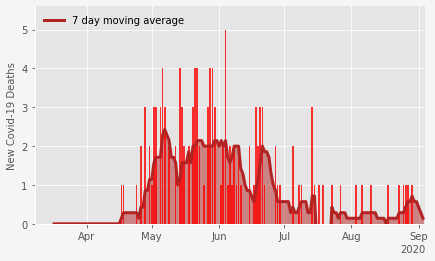 7 day moving average
New Covid-19 Deaths
5
4
3
2
1
0
Apr
May
Jun
Jul
Aug
Sep
2020